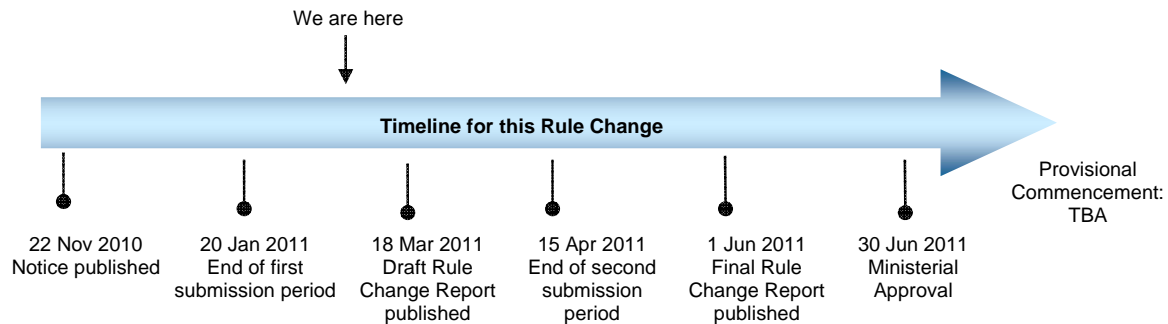 We are here
Timeline for this Rule Change
22 Nov 2010
Notice published
20 Jan 2011
End of first
submission period
18 Mar 2011
Draft Rule
Change Report
published
15 Apr 2011
End of second
submission
period
1 Jun 2011
Final Rule
Change Report
published
30 Jun 2011
Ministerial
Approval
Provisional
Commencement:
TBA